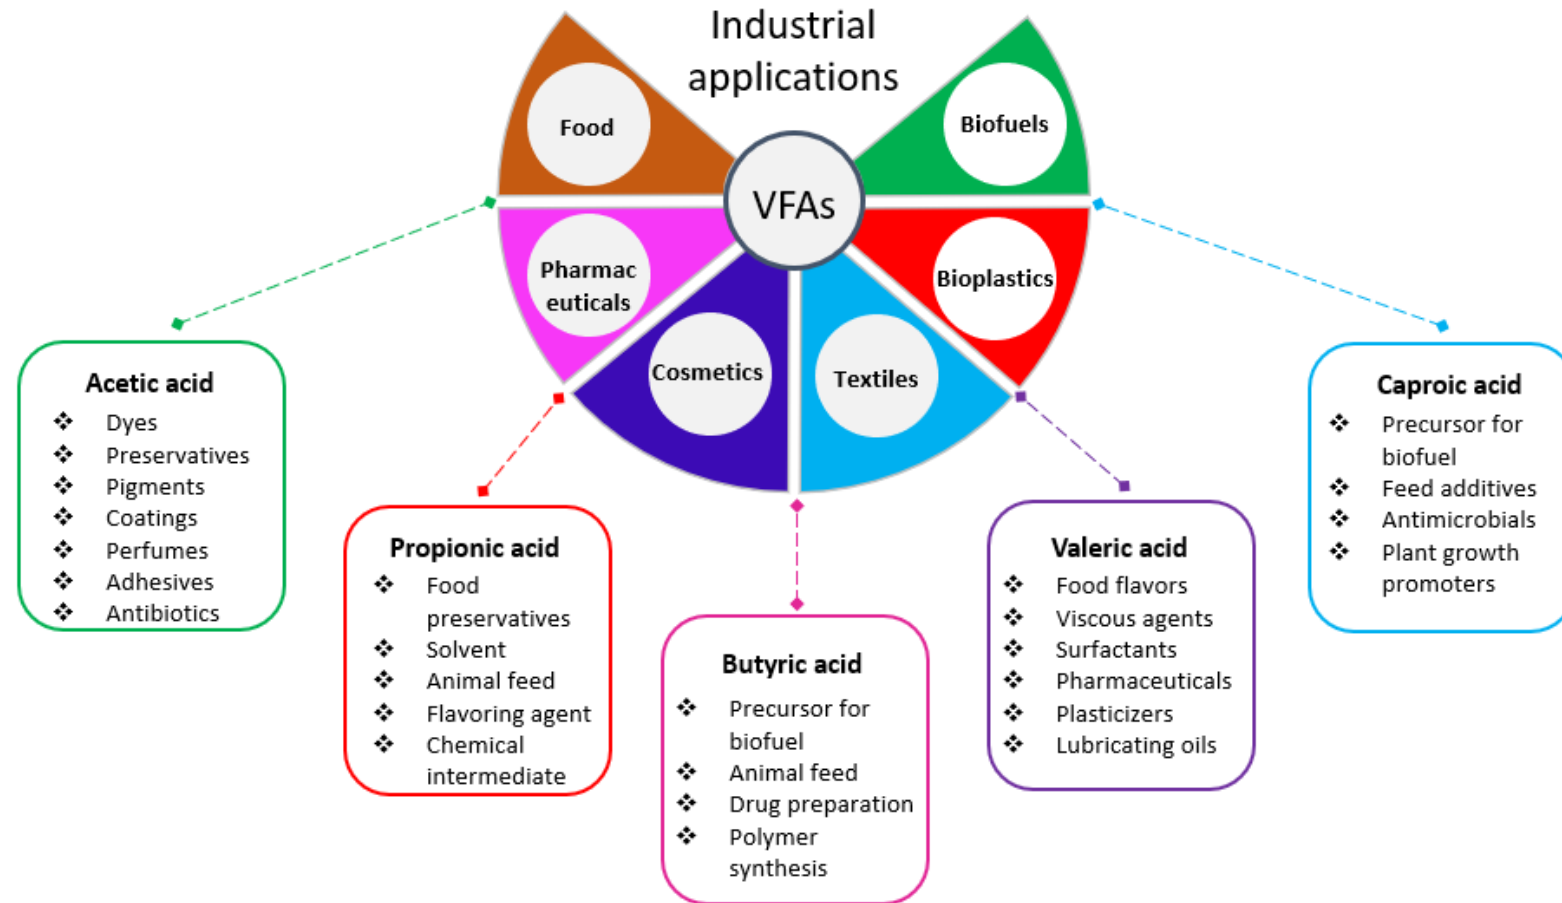 Industrial
applications
Food
Biofuels
VFAs
Pharmac
euticals
Bioplastics
Cosmetics
Textiles
Acetic acid
❖ Dyes
❖ Preservatives
❖ Pigments
❖ Coatings
❖ Perfumes
❖ Adhesives
❖ Antibiotics
Propionic acid
❖ Food
preservatives
❖ Solvent
❖ Animal feed
❖ Flavoring agent
❖ Chemical
intermediate
Butyric acid
❖ Precursor for
biofuel
❖ Animal feed
❖ Drug preparation
❖ Polymer
synthesis
Valeric acid
❖ Food flavors
❖ Viscous agents
❖ Surfactants
❖ Pharmaceuticals
❖ Plasticizers
❖ Lubricating oils
Caproic acid
❖ Precursor for
biofuel
❖ Feed additives
❖ Antimicrobials
❖ Plant growth
promoters